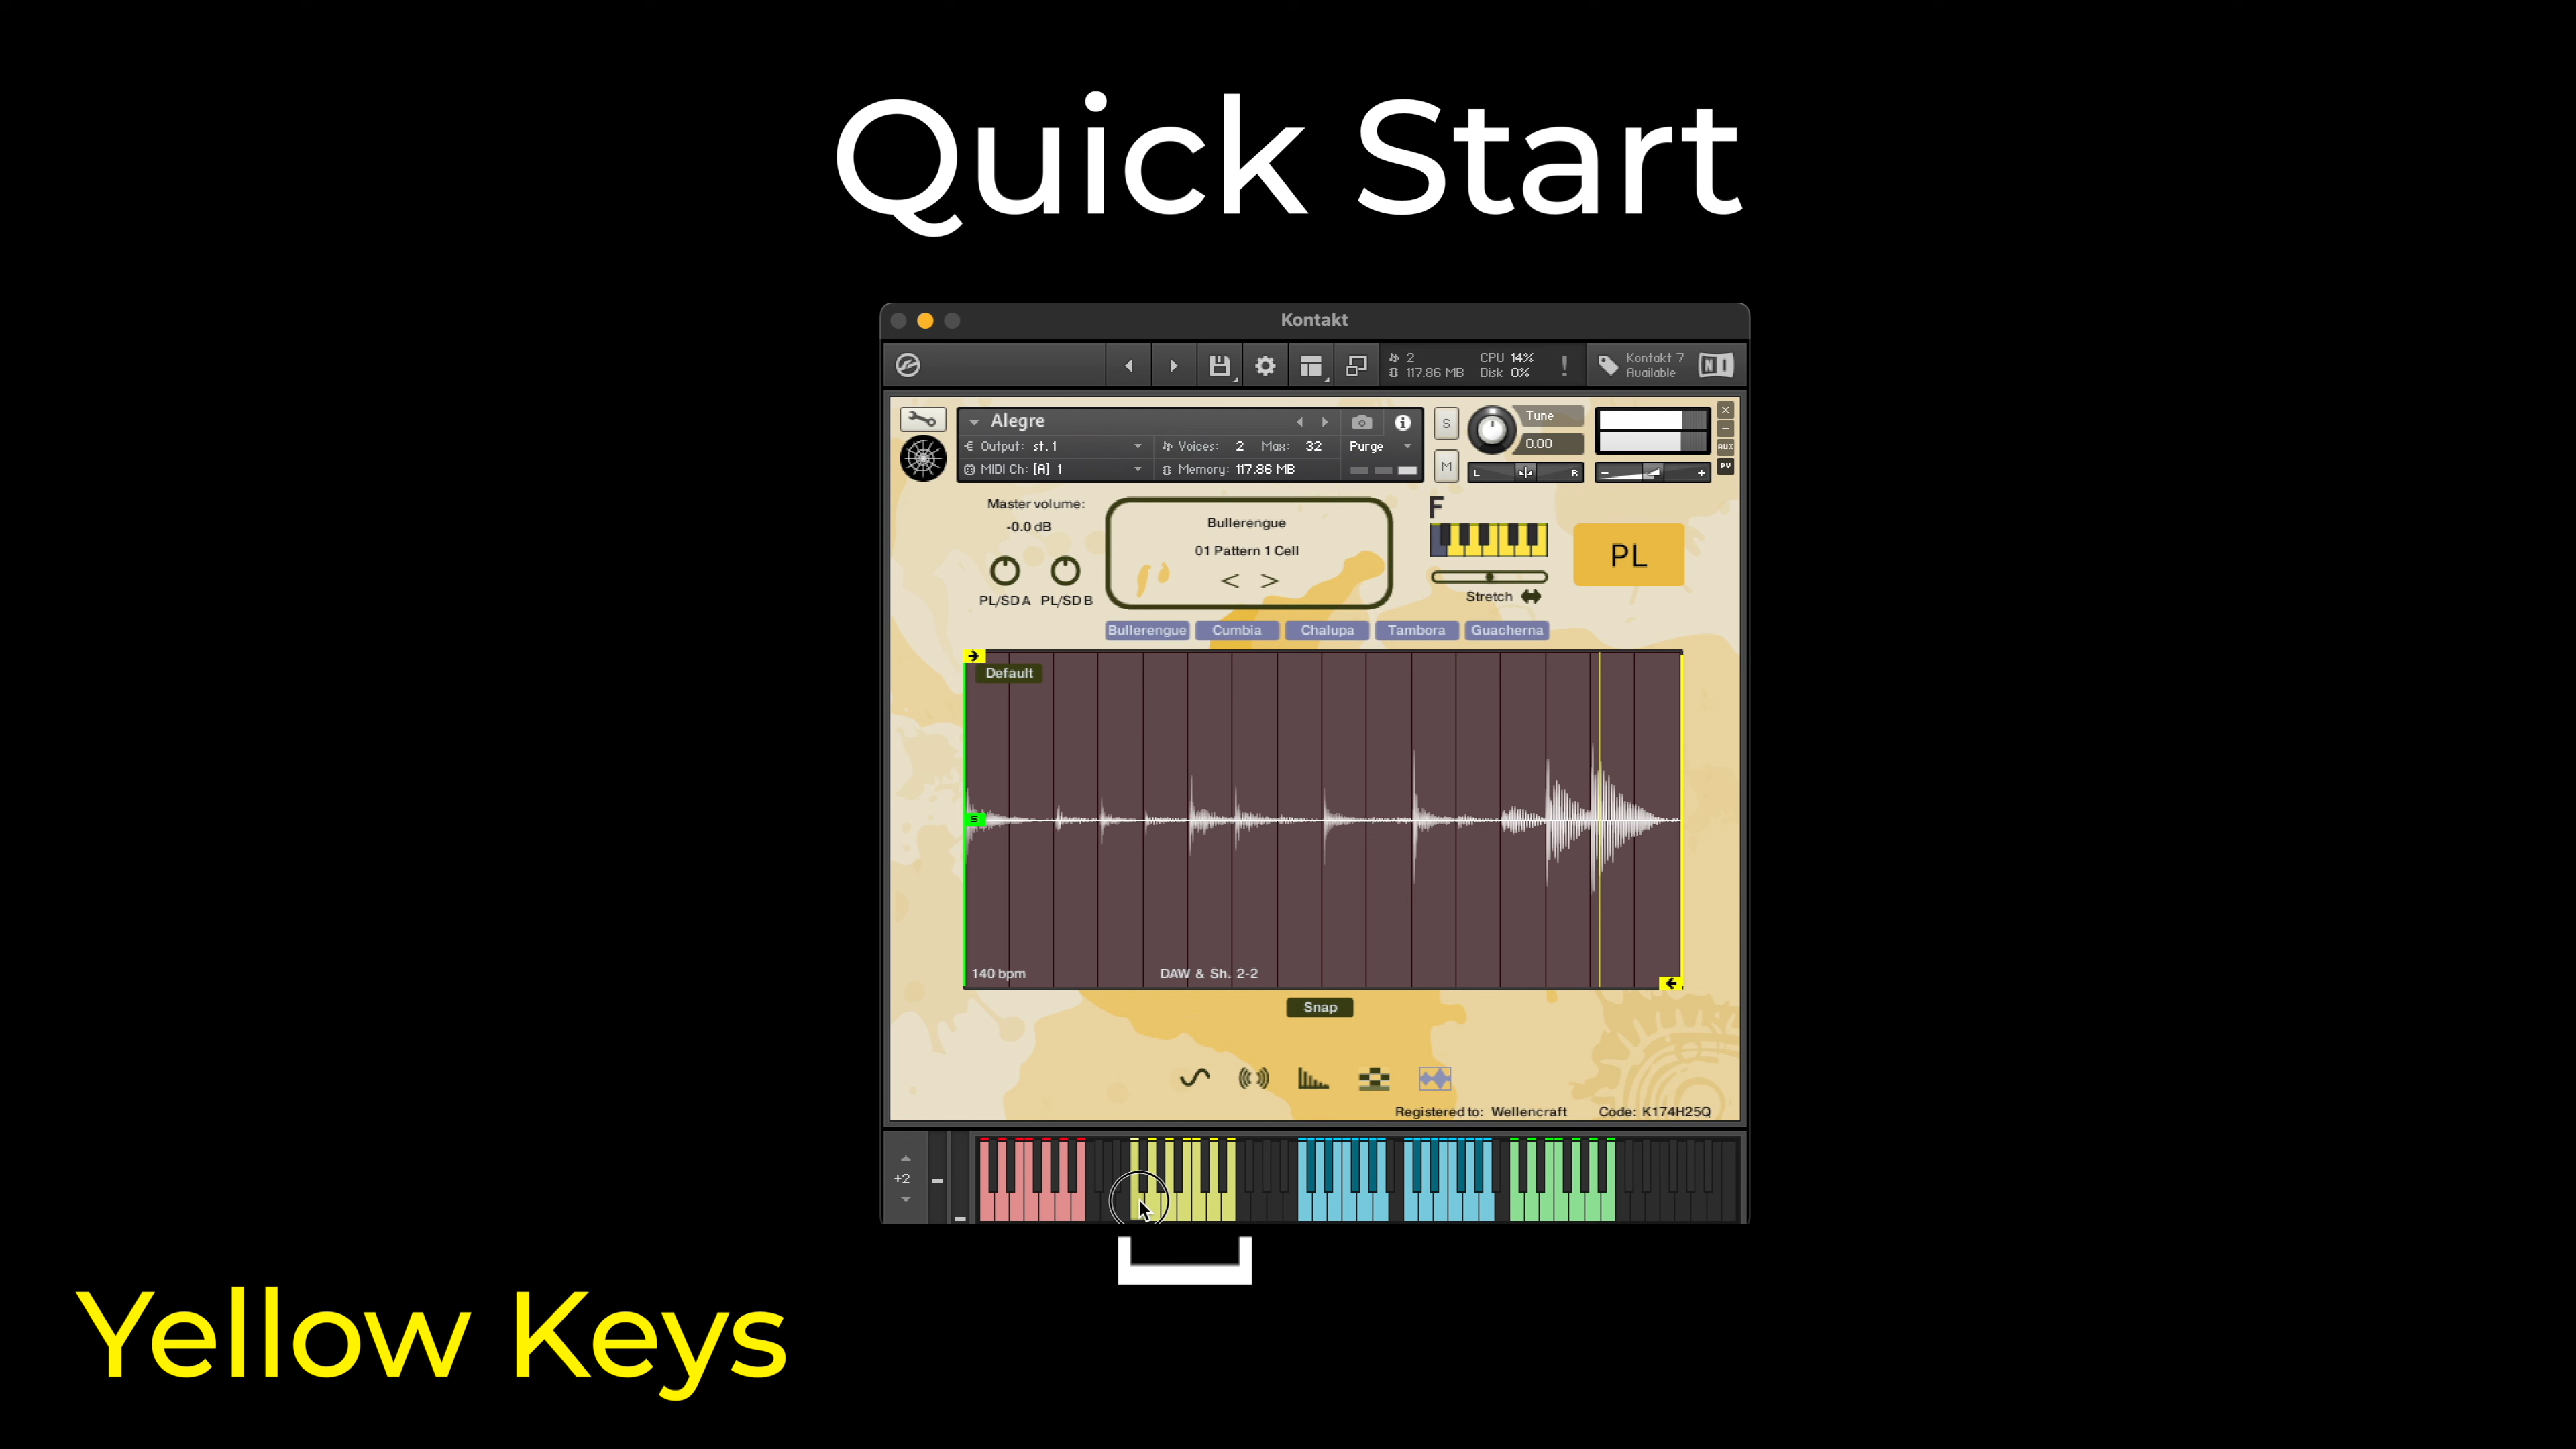 Quick Start
Kontakt
2
117.86 MB
CPU 14%
Disk 0%
!
Kontakt 7
Available
NI
Alegre
i
S
Tune
Output: st.1
Voices: 2 Max: 32
Purge
0.00
AUX
MIDI Ch: [A] 1
Memory: 117.86 MB
M
L
R
PV
Master volume:
-0.0 dB
PL/SD A
PL/SD B
Bullerengue
01 Pattern 1 Cell
< >
F
Stretch
PL
Bullerengue
Cumbia
Chalupa
Tambora
Guacherna
Default
S
140 bpm
DAW & Sh. 2-2
Snap
Registered to: Wellencraft
Code: K174H25Q
+2
Yellow Keys